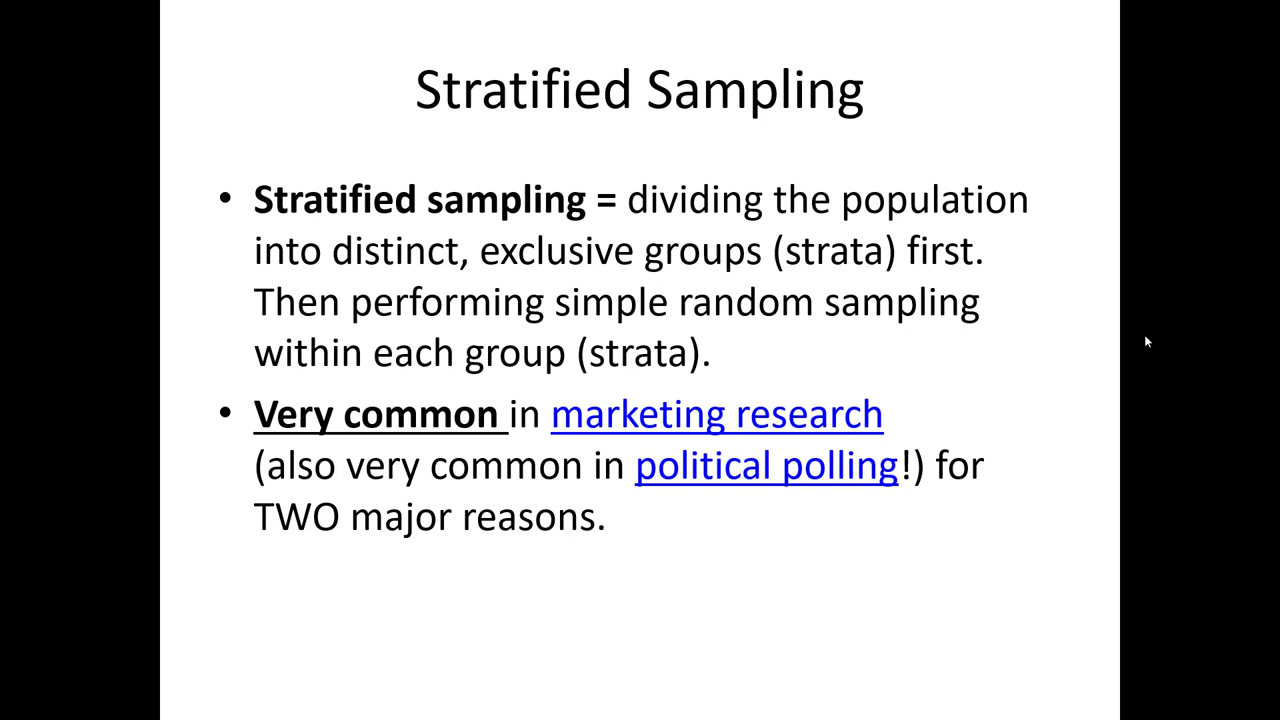 Stratified Sampling
• Stratified sampling = dividing the population
into distinct, exclusive groups (strata) first.
Then performing simple random sampling
within each group (strata).
• Very common in marketing research
(also very common in political polling!) for
TWO major reasons.